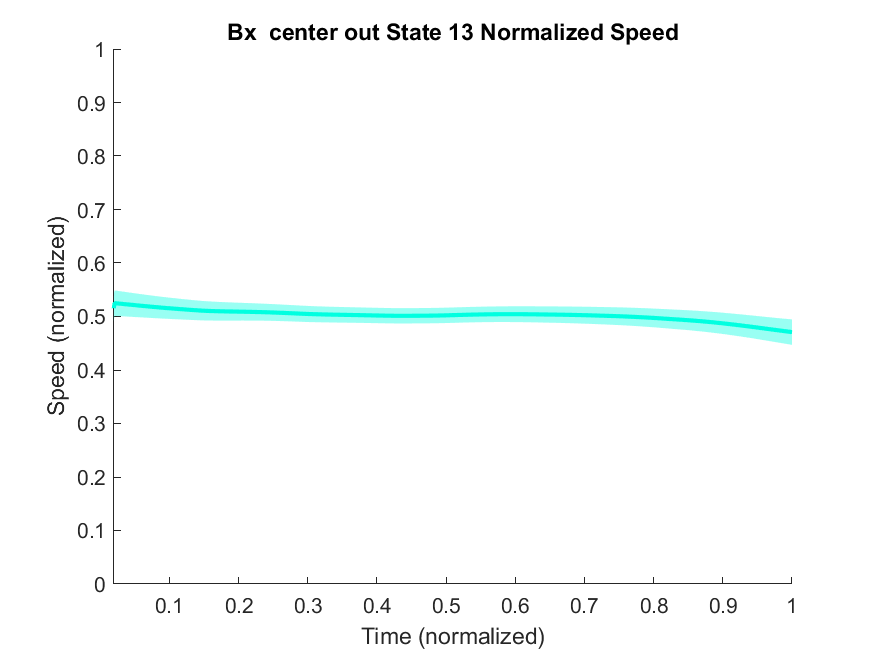 Bx  center out State 13 Normalized Speed
1
0.9
0.8
0.7
0.6
0.5
0.4
0.3
0.2
0.1
0
Speed (normalized)
0.1 0.2 0.3 0.4 0.5 0.6 0.7 0.8 0.9 1
Time (normalized)